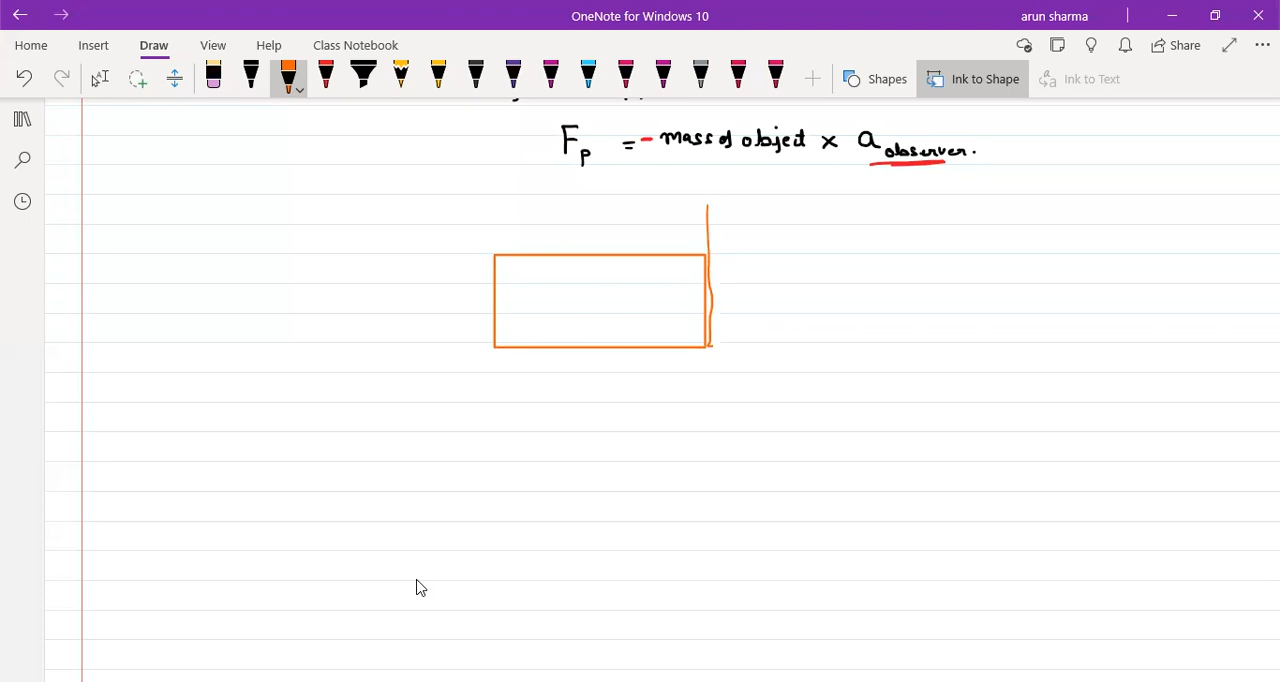 OneNote for Windows 10
arun sharma
Home Insert Draw View Help Class Notebook Share
Shapes Ink to Shape Ink to Text
Fp = - mass of object × a observer.